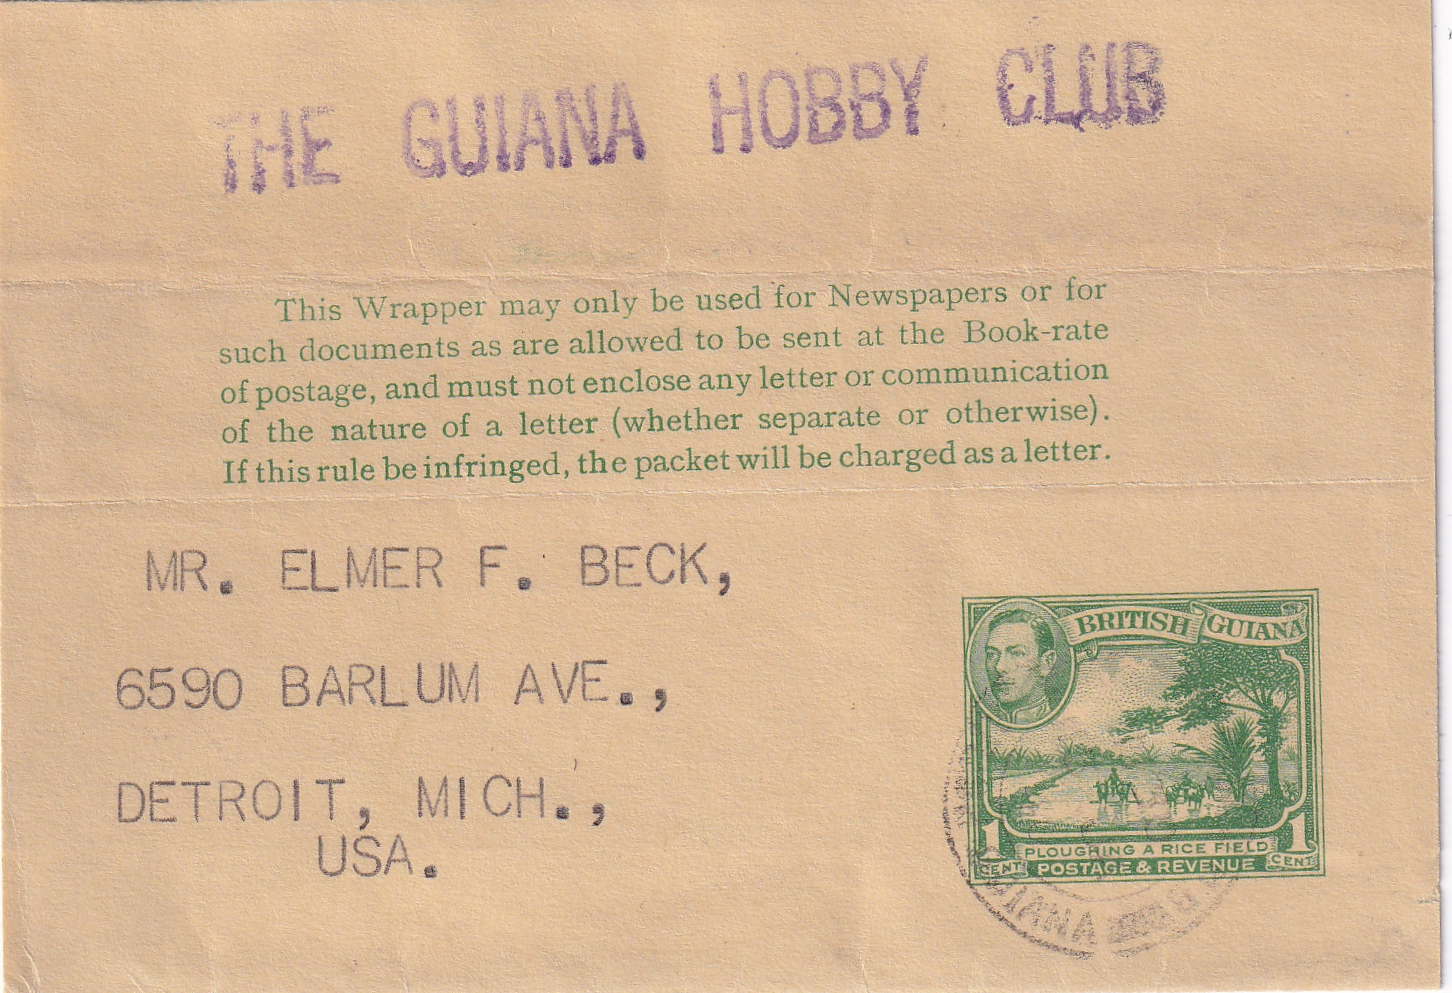 THE GUIANA HOBBY CLUB
This Wrapper may only be used for Newspapers or for
such documents as are allowed to be sent at the Book-rate
of postage, and must not enclose any letter or communication
of the nature of a letter (whether separate or otherwise).
If this rule be infringed, the packet will be charged as a letter.
MR. ELMER F. BECK,
6590 BARLUM AVE.,
DETROIT, MICH.,
USA.
BRITISH GUIANA
1 1
PLOUGHING A RICE FIELD
CENT POSTAGE & REVENUE CENT
GUIANA